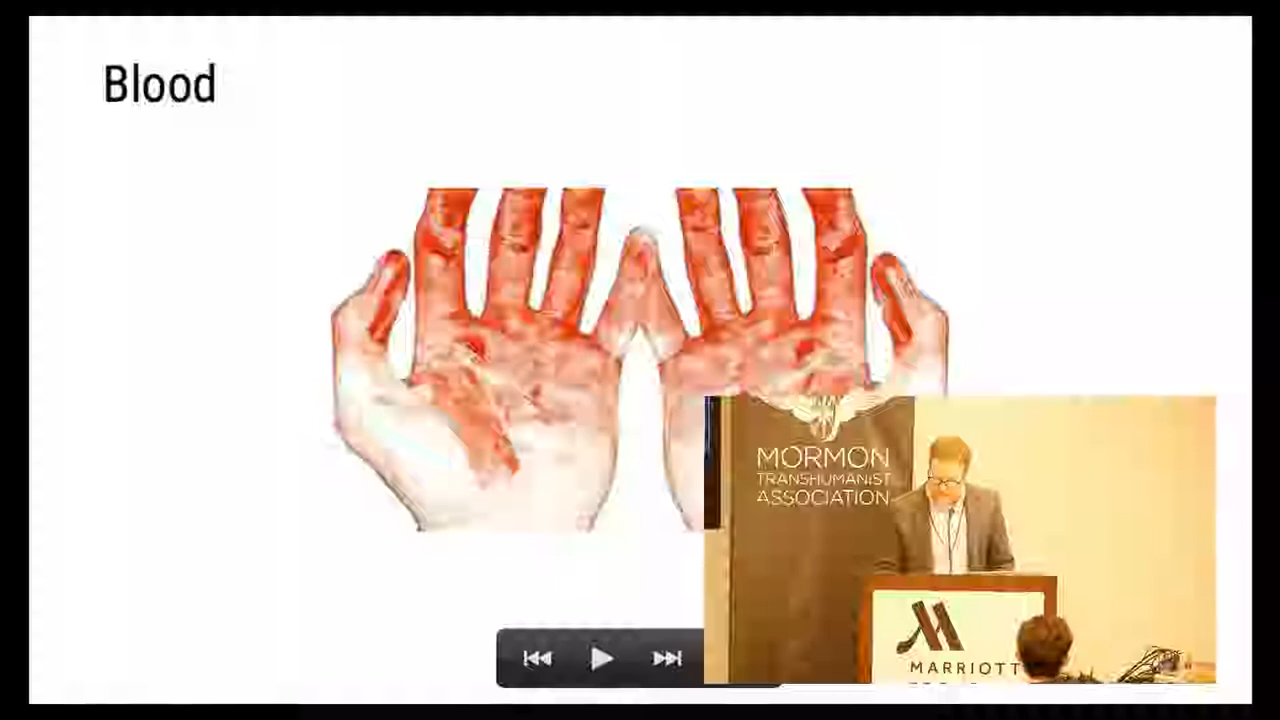 Blood
MORMON
TRANSHUMANIST
ASSOCIATION
MARRIOTT